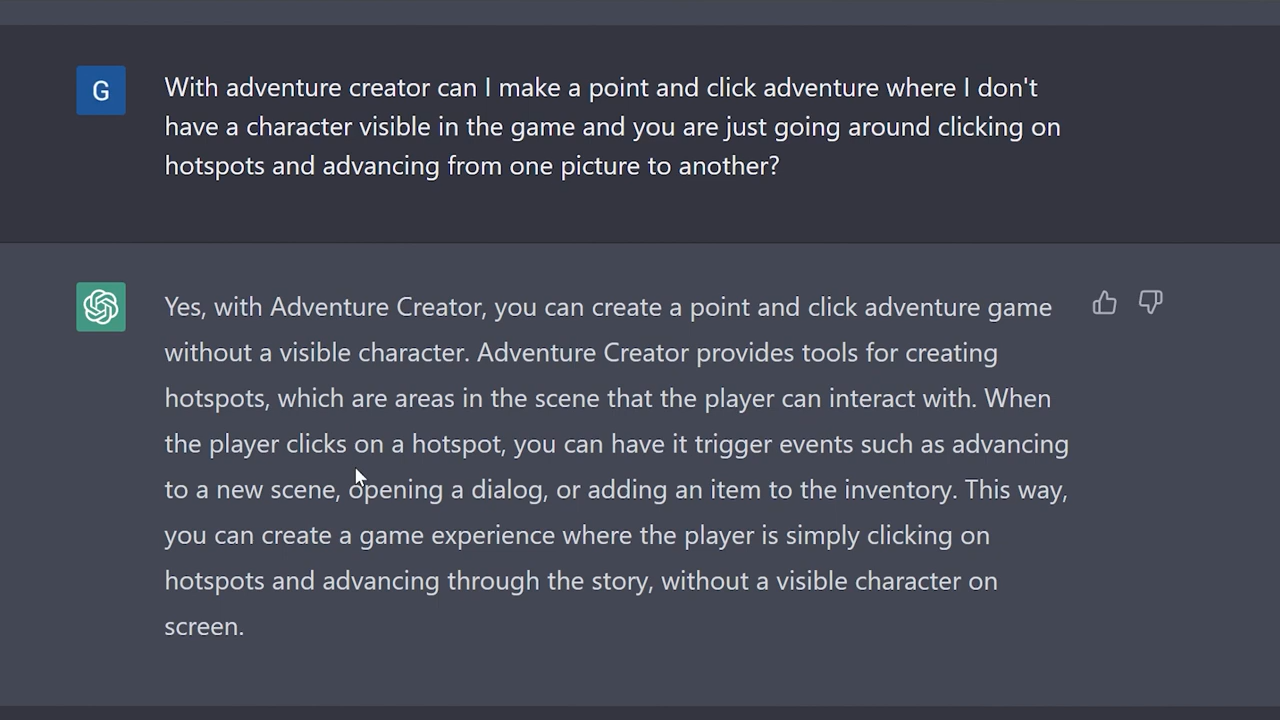 G
With adventure creator can I make a point and click adventure where I don't
have a character visible in the game and you are just going around clicking on
hotspots and advancing from one picture to another?
Yes, with Adventure Creator, you can create a point and click adventure game
without a visible character. Adventure Creator provides tools for creating
hotspots, which are areas in the scene that the player can interact with. When
the player clicks on a hotspot, you can have it trigger events such as advancing
to a new scene, opening a dialog, or adding an item to the inventory. This way,
you can create a game experience where the player is simply clicking on
hotspots and advancing through the story, without a visible character on
screen.